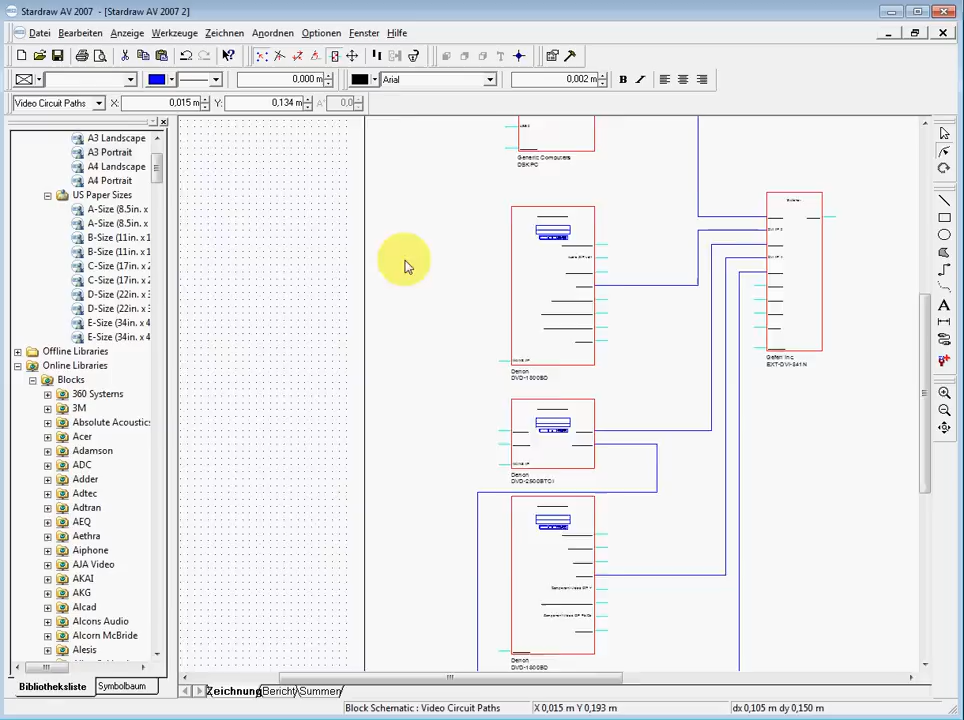 Stardraw AV 2007 - [Stardraw AV 2007 2]
Datei Bearbeiten Anzeige Werkzeuge Zeichnen Anordnen Optionen Fenster Hilfe
0,000 m Arial 0,002 m B I
Video Circuit Paths X: 0,015 m Y: 0,134 m A° 0,0
A3 Landscape
A3 Portrait
A4 Landscape
A4 Portrait
US Paper Sizes
A-Size (8.5in. x
A-Size (8.5in. x
B-Size (11in x 1
B-Size (11in x 1
C-Size (17in x 2
C-Size (17in x 2
D-Size (22in x 3
D-Size (22in x 3
E-Size (34in x 4
E-Size (34in x 4
Offline Libraries
Online Libraries
Blocks
360 Systems
3M
Absolute Acoustics
Acer
Adamson
ADC
Adder
Adtec
Adtran
AEQ
Aethra
Aiphone
AJA Video
AKAI
AKG
Alcad
Alcons Audio
Alcorn McBride
Alesis
Bibliotheksliste Symbolbaum
Generic Computers
DSKPC
Denon
DVD-1800BD
Denon
DVD-2500BTCI
Denon
DVD-1800BD
Gefen Inc
EXT-DVI-841N
Zeichnung Bericht Summen
Block Schematic : Video Circuit Paths X 0,015 m Y 0,193 m dx 0,105 m dy 0,150 m